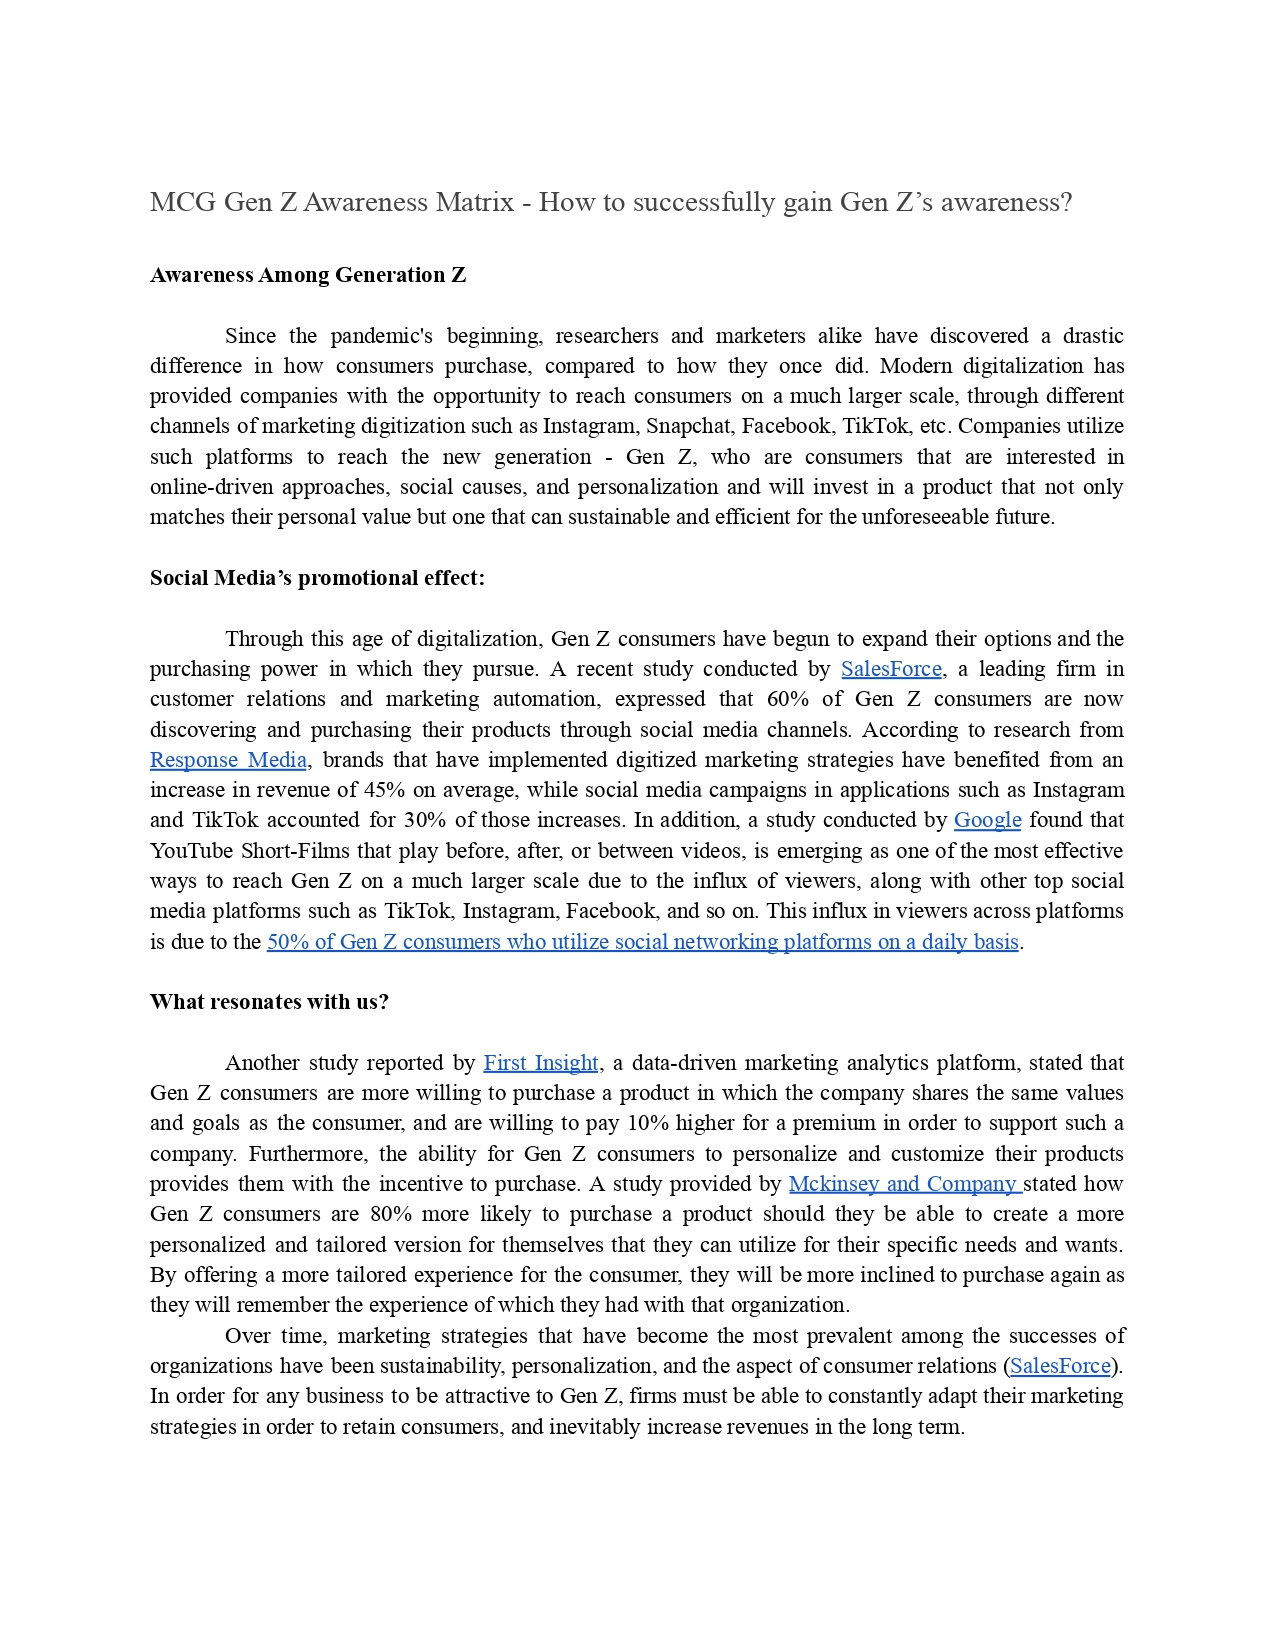 MCG Gen Z Awareness Matrix - How to successfully gain Gen Z’s awareness?
Awareness Among Generation Z
Since the pandemic's beginning, researchers and marketers alike have discovered a drastic
difference in how consumers purchase, compared to how they once did. Modern digitalization has
provided companies with the opportunity to reach consumers on a much larger scale, through different
channels of marketing digitization such as Instagram, Snapchat, Facebook, TikTok, etc. Companies utilize
such platforms to reach the new generation - Gen Z, who are consumers that are interested in
online-driven approaches, social causes, and personalization and will invest in a product that not only
matches their personal value but one that can sustainable and efficient for the unforeseeable future.
Social Media’s promotional effect:
Through this age of digitalization, Gen Z consumers have begun to expand their options and the
purchasing power in which they pursue. A recent study conducted by SalesForce, a leading firm in
customer relations and marketing automation, expressed that 60% of Gen Z consumers are now
discovering and purchasing their products through social media channels. According to research from
Response Media, brands that have implemented digitized marketing strategies have benefited from an
increase in revenue of 45% on average, while social media campaigns in applications such as Instagram
and TikTok accounted for 30% of those increases. In addition, a study conducted by Google found that
YouTube Short-Films that play before, after, or between videos, is emerging as one of the most effective
ways to reach Gen Z on a much larger scale due to the influx of viewers, along with other top social
media platforms such as TikTok, Instagram, Facebook, and so on. This influx in viewers across platforms
is due to the 50% of Gen Z consumers who utilize social networking platforms on a daily basis.
What resonates with us?
Another study reported by First Insight, a data-driven marketing analytics platform, stated that
Gen Z consumers are more willing to purchase a product in which the company shares the same values
and goals as the consumer, and are willing to pay 10% higher for a premium in order to support such a
company. Furthermore, the ability for Gen Z consumers to personalize and customize their products
provides them with the incentive to purchase. A study provided by Mckinsey and Company stated how
Gen Z consumers are 80% more likely to purchase a product should they be able to create a more
personalized and tailored version for themselves that they can utilize for their specific needs and wants.
By offering a more tailored experience for the consumer, they will be more inclined to purchase again as
they will remember the experience of which they had with that organization.
Over time, marketing strategies that have become the most prevalent among the successes of
organizations have been sustainability, personalization, and the aspect of consumer relations (SalesForce).
In order for any business to be attractive to Gen Z, firms must be able to constantly adapt their marketing
strategies in order to retain consumers, and inevitably increase revenues in the long term.